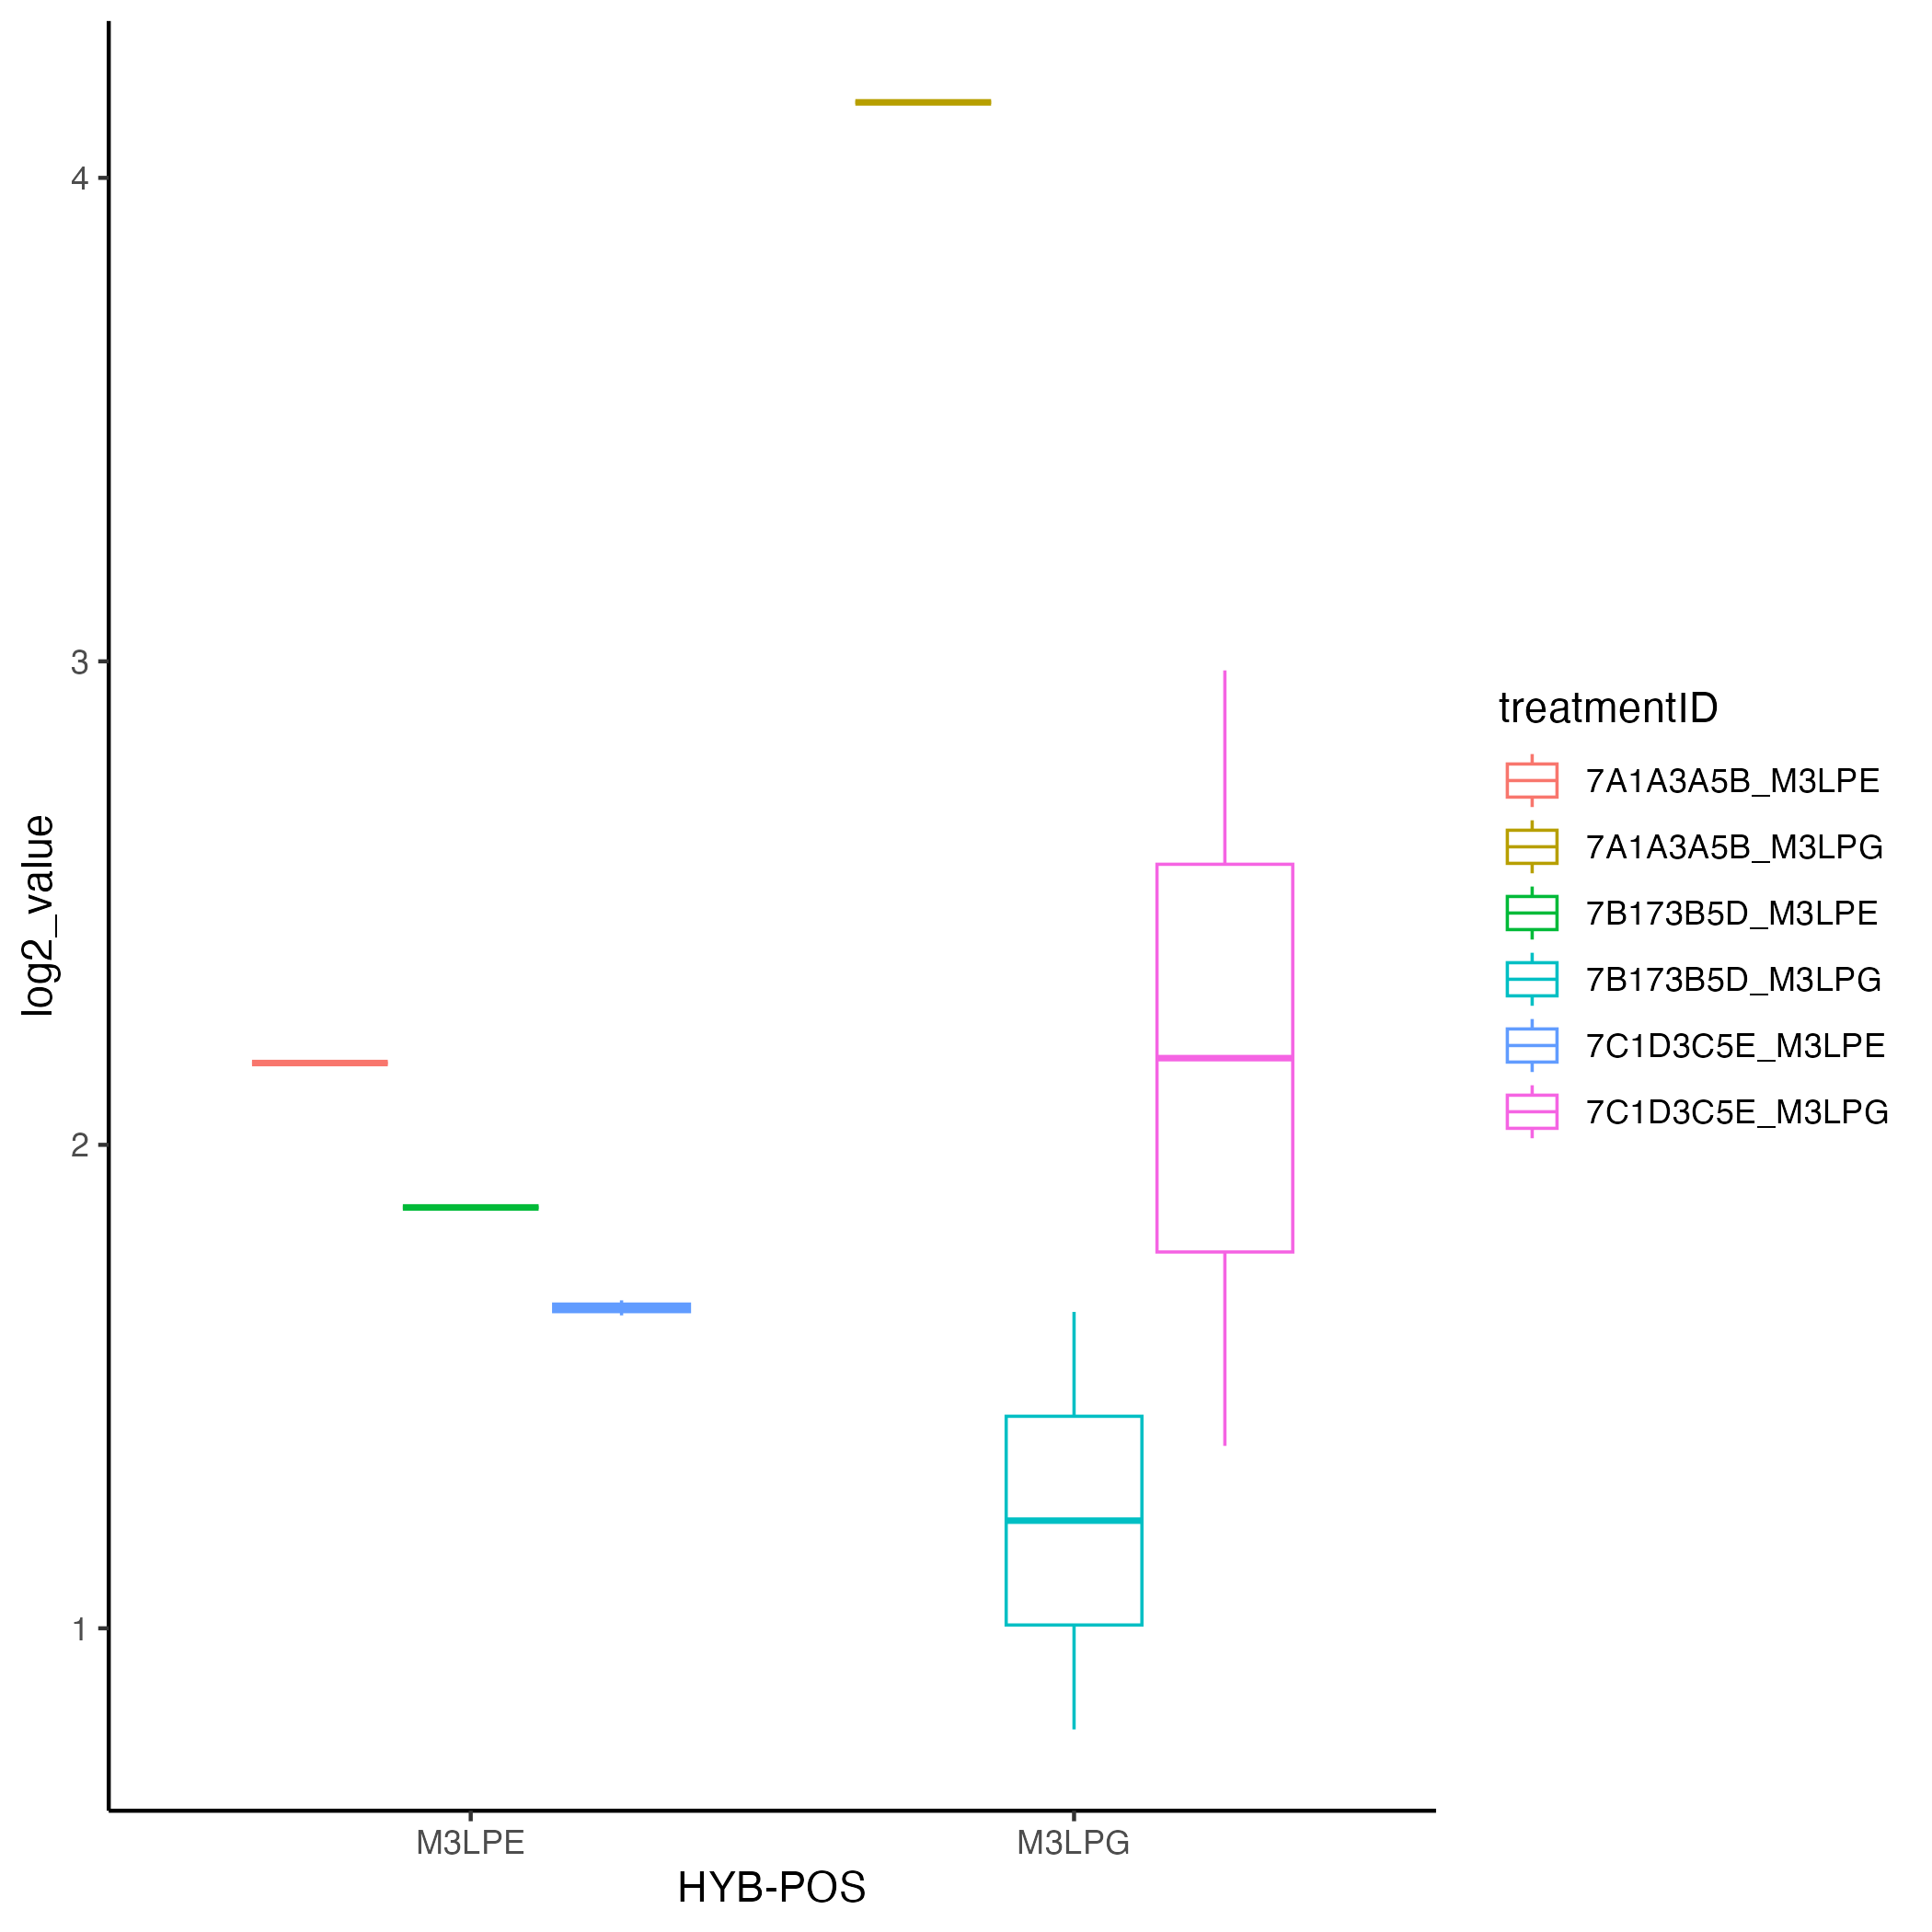 log2_value
4
3
2
1
M3LPE
M3LPG
HYB-POS
treatmentID
7A1A3A5B_M3LPE
7A1A3A5B_M3LPG
7B173B5D_M3LPE
7B173B5D_M3LPG
7C1D3C5E_M3LPE
7C1D3C5E_M3LPG